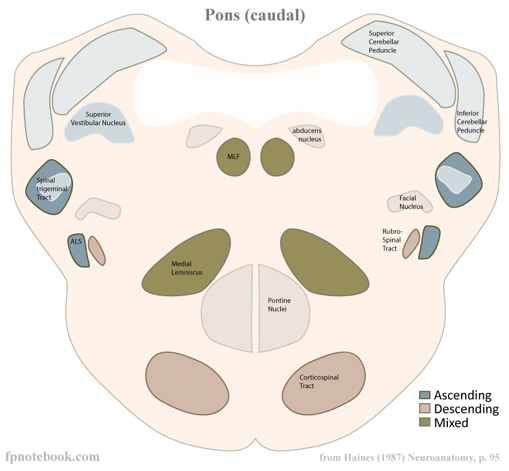 Pons (caudal)
Superior
Cerebellar
Peduncle
Superior
Vestibular Nucleus
Inferior
Cerebellar
Peduncle
abducens
nucleus
MLF
Spinal
trigeminal
Tract
Facial
Nucleus
ALS
Rubro-
Spinal
Tract
Medial
Lemniscus
Pontine
Nuclei
Corticospinal
Tract
Ascending
Descending
Mixed
fpnotebook.com
from Haines (1987) Neuroanatomy, p. 95